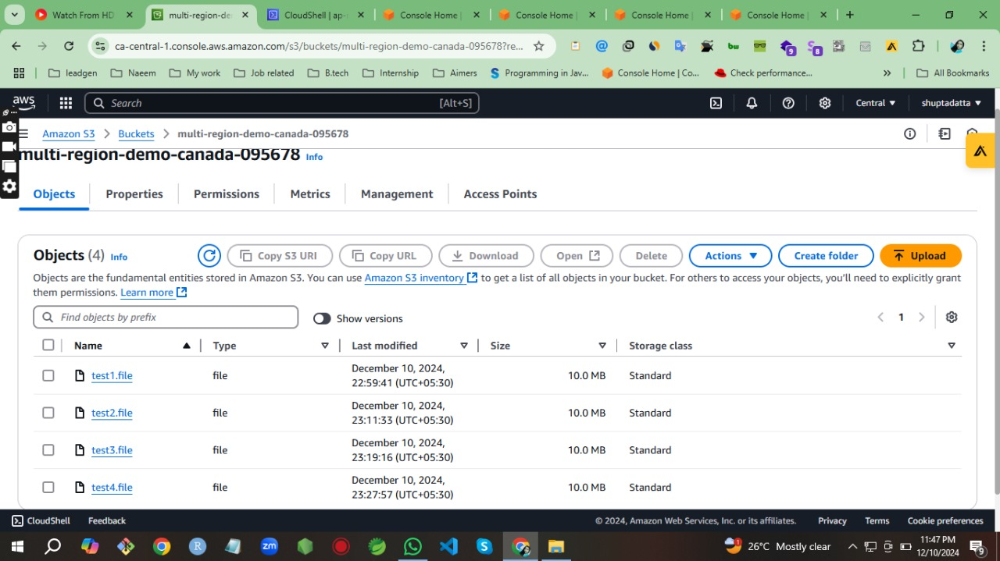 Watch From HD
multi-region-de
CloudShell | ap-
Console Home |
Console Home |
Console Home |
Console Home |
ca-central-1.console.aws.amazon.com/s3/buckets/multi-region-demo-canada-095678?re...
bw
9
8
leadgen
Naeem
My work
Job related
B.tech
Internship
Aimers
Programming in Jav...
Console Home | Co...
Check performance...
All Bookmarks
aws
Search
[Alt+S]
Central
shuptadatta
Amazon S3
Buckets
multi-region-demo-canada-095678
multi-region-demo-canada-095678
Info
Objects
Properties
Permissions
Metrics
Management
Access Points
Objects (4)
Info
Copy S3 URI
Copy URL
Download
Open
Delete
Actions
Create folder
Upload
Objects are the fundamental entities stored in Amazon S3. You can use Amazon S3 inventory to get a list of all objects in your bucket. For others to access your objects, you'll need to explicitly grant
them permissions. Learn more
Find objects by prefix
Show versions
1
Name
Type
Last modified
Size
Storage class
test1.file
file
December 10, 2024,
22:59:41 (UTC+05:30)
10.0 MB
Standard
test2.file
file
December 10, 2024,
23:11:33 (UTC+05:30)
10.0 MB
Standard
test3.file
file
December 10, 2024,
23:19:16 (UTC+05:30)
10.0 MB
Standard
test4.file
file
December 10, 2024,
23:27:57 (UTC+05:30)
10.0 MB
Standard
CloudShell
Feedback
© 2024, Amazon Web Services, Inc. or its affiliates.
Privacy
Terms
Cookie preferences
R
zm
S
1
26°C Mostly clear
11:47 PM
12/10/2024
9